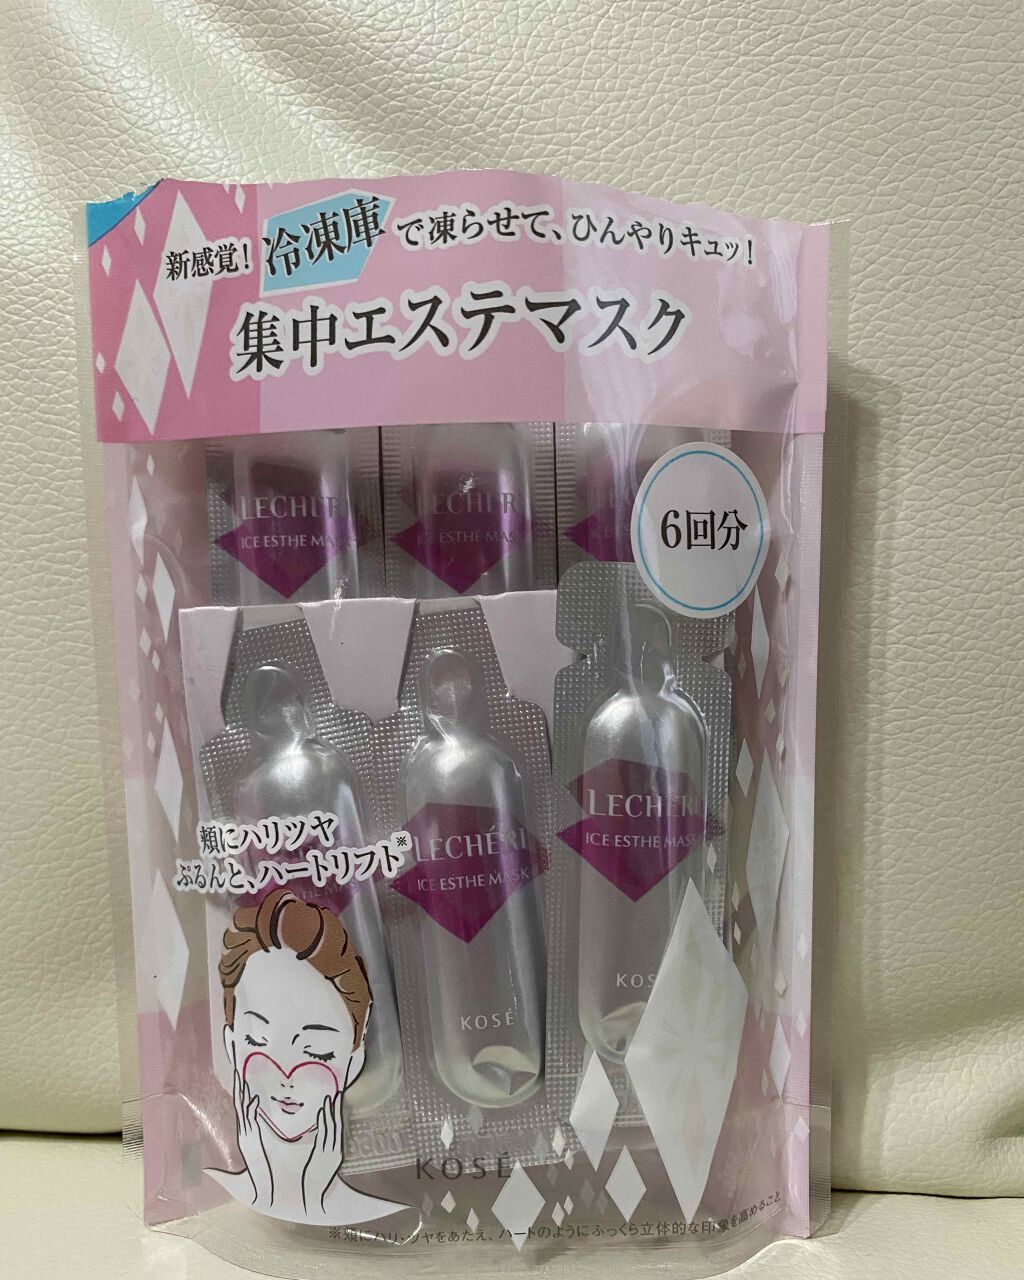 新感覚！冷凍庫で凍らせて、ひんやりキュッ！
集中エステマスク
6回分
LECHÉRI
ICE ESTHE MASK
LECHÉRI
ICE ESTHE MASK
ICE ESTHE MASK
頬にハリツヤ
ぷるんと、ハートリフト※
LECHÉRI
ICE ESTHE MASK
KOSÉ
LECHÉRI
ICE ESTHE MASK
KOSÉ
KOSÉ
※頬にハリ・ツヤをあたえ、ハートのようにふっくら立体的な印象を高めること